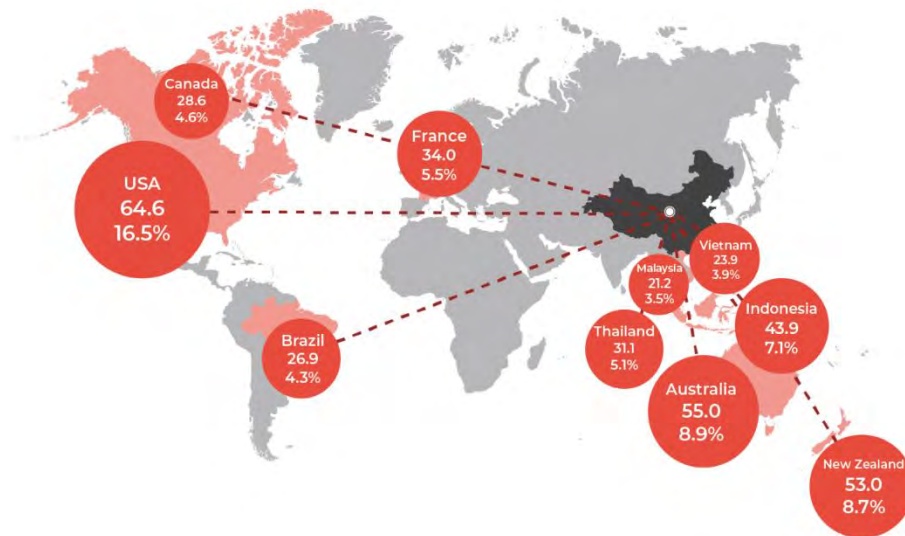 Canada
28.6
4.6%
France
34.0
5.5%
USA
64.6
16.5%
Vietnam
23.9
3.9%
Malaysia
21.2
3.5%
Indonesia
43.9
7.1%
Thailand
31.1
5.1%
Brazil
26.9
4.3%
Australia
55.0
8.9%
New Zealand
53.0
8.7%